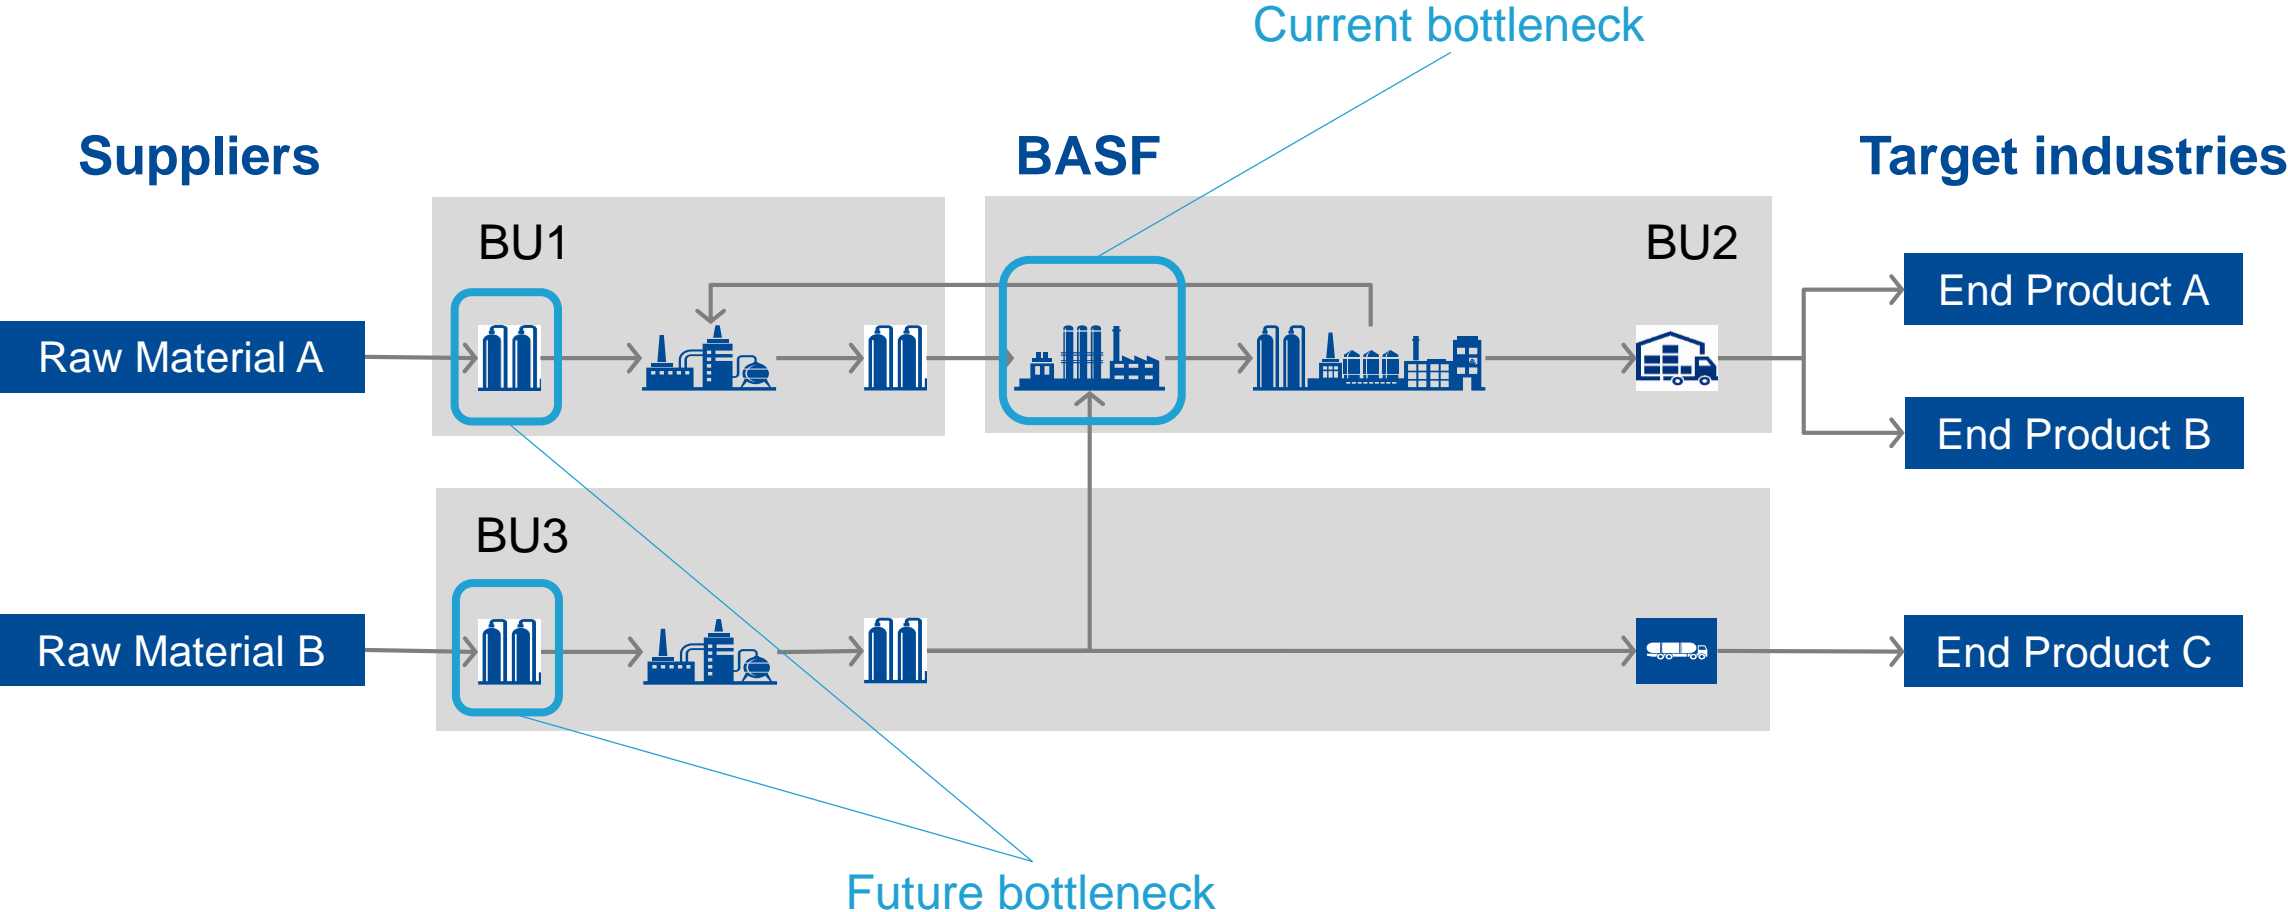 Current bottleneck
Suppliers
BASF
Target industries
BU1
BU2
End Product A
Raw Material A
End Product B
BU3
Raw Material B
End Product C
Future bottleneck